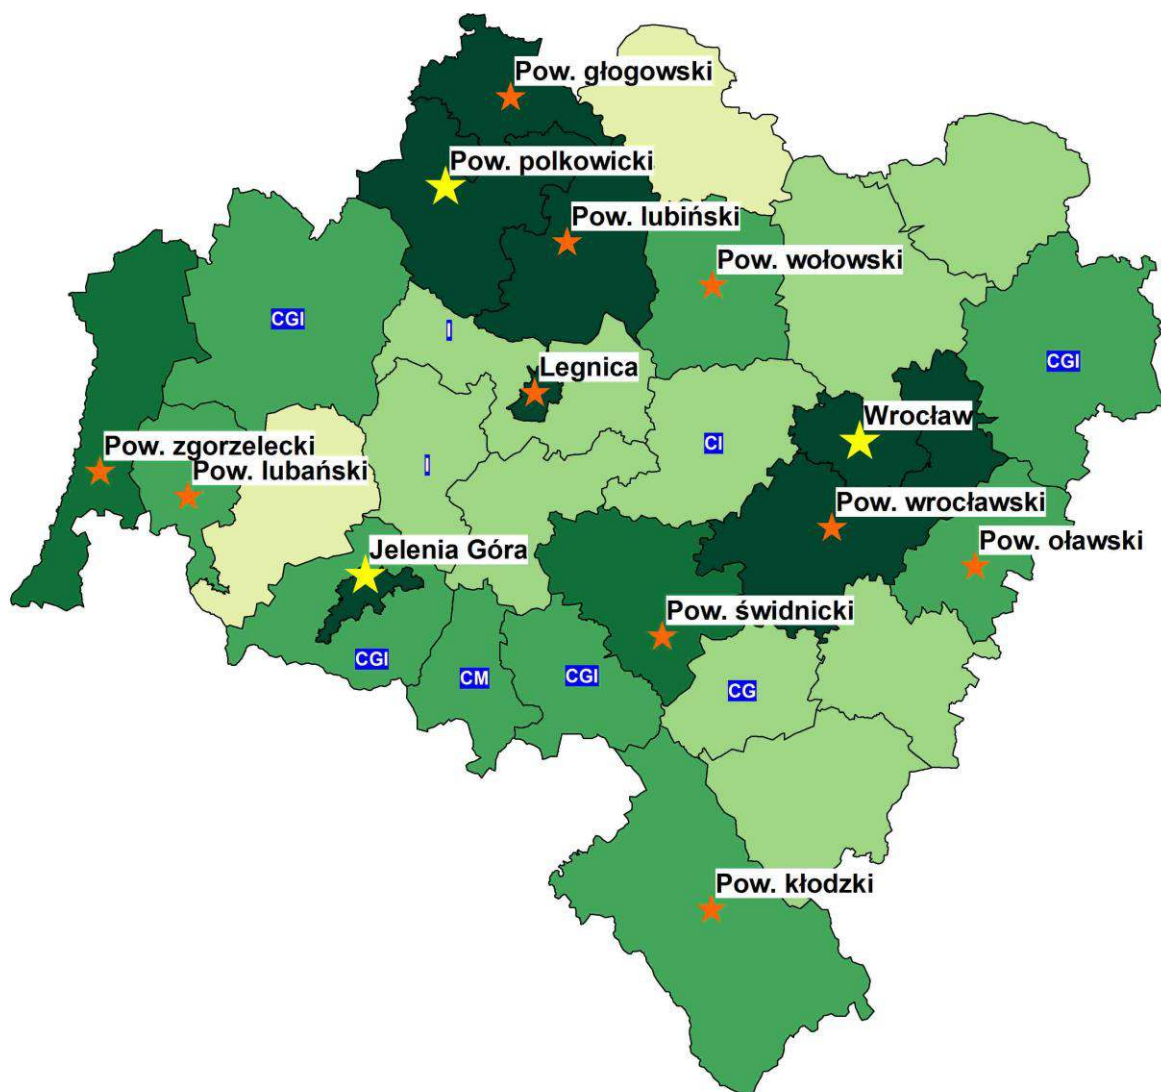 Pow. głogowski
Pow. polkowicki
Pow. lubiński
Pow. wołowski
CGI
I
CGI
Legnica
Wrocław
CI
Pow. zgorzelecki
Pow. lubański
I
Pow. wrocławski
Jelenia Góra
Pow. oławski
Pow. świdnicki
CGI
CM
CGI
CG
Pow. kłodzki